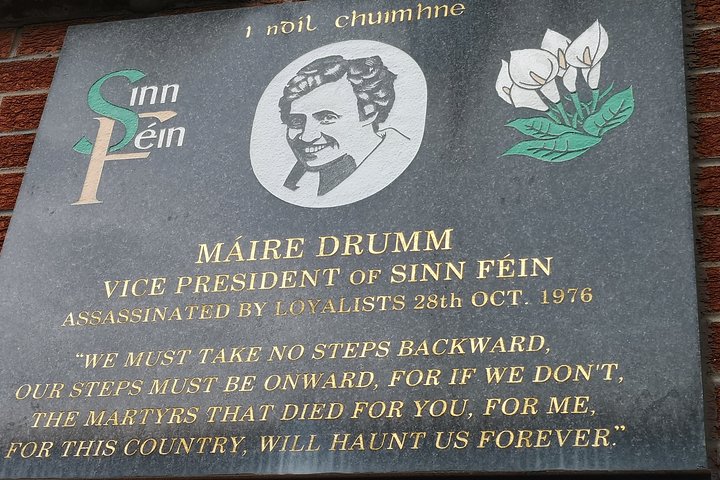 I nDíl chuimhne
Sinn
Féin
MÁIRE DRUMM
VICE PRESIDENT OF SINN FÉIN
ASSASSINATED BY LOYALISTS 28th OCT. 1976
"WE MUST TAKE NO STEPS BACKWARD,
OUR STEPS MUST BE ONWARD, FOR IF WE DON'T,
THE MARTYRS THAT DIED FOR YOU, FOR ME,
FOR THIS COUNTRY, WILL HAUNT US FOREVER."